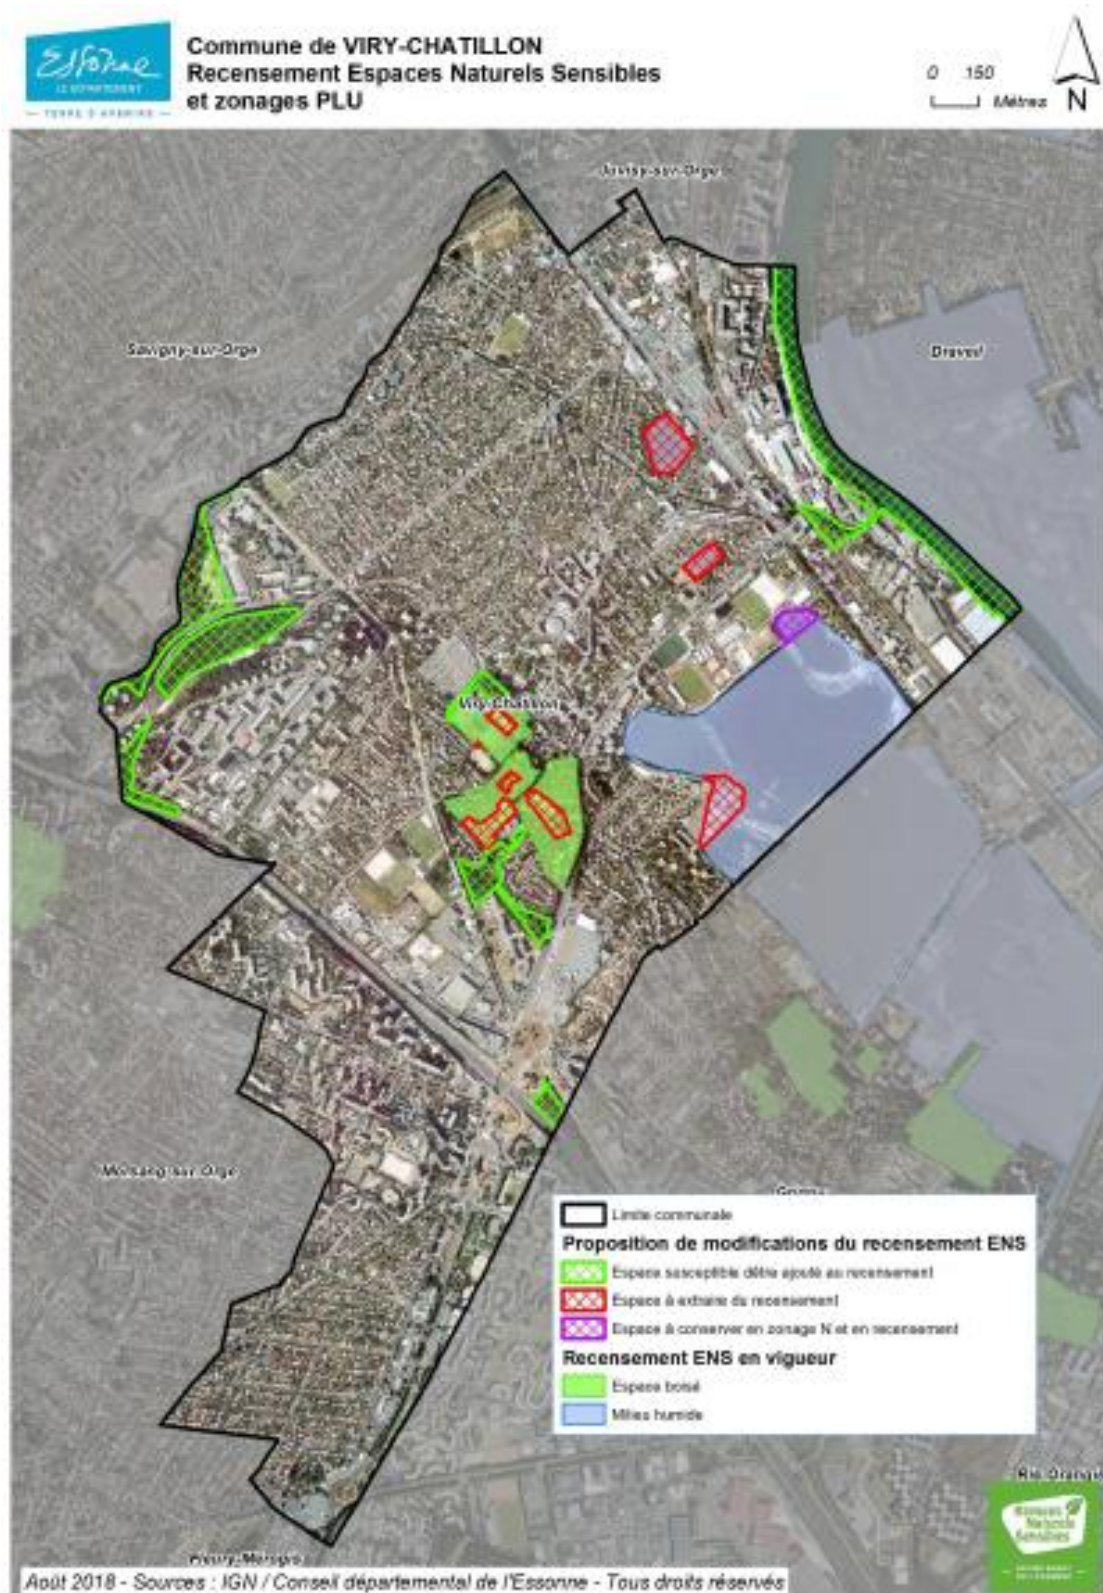 Essonne
LE DÉPARTEMENT
— TERRE D'AVENIRS —
Commune de VIRY-CHATILLON
Recensement Espaces Naturels Sensibles
et zonages PLU
0 150
Mètres
N
Juvisy-sur-Orge
Savigny-sur-Orge
Draveil
Viry-Chatillon
Morsang-sur-Orge
Grigny
Limite communale
Proposition de modifications du recensement ENS
Espace susceptible dêtre ajouté au recensement
Espace à extraire du recensement
Espace à conserver en zonage N et en recensement
Recensement ENS en vigueur
Espace boisé
Milieu humide
Ris-Orangis
Espaces
Naturels
Sensibles
Fleury-Mérogis
Août 2018 - Sources : IGN / Conseil départemental de l'Essonne - Tous droits réservés